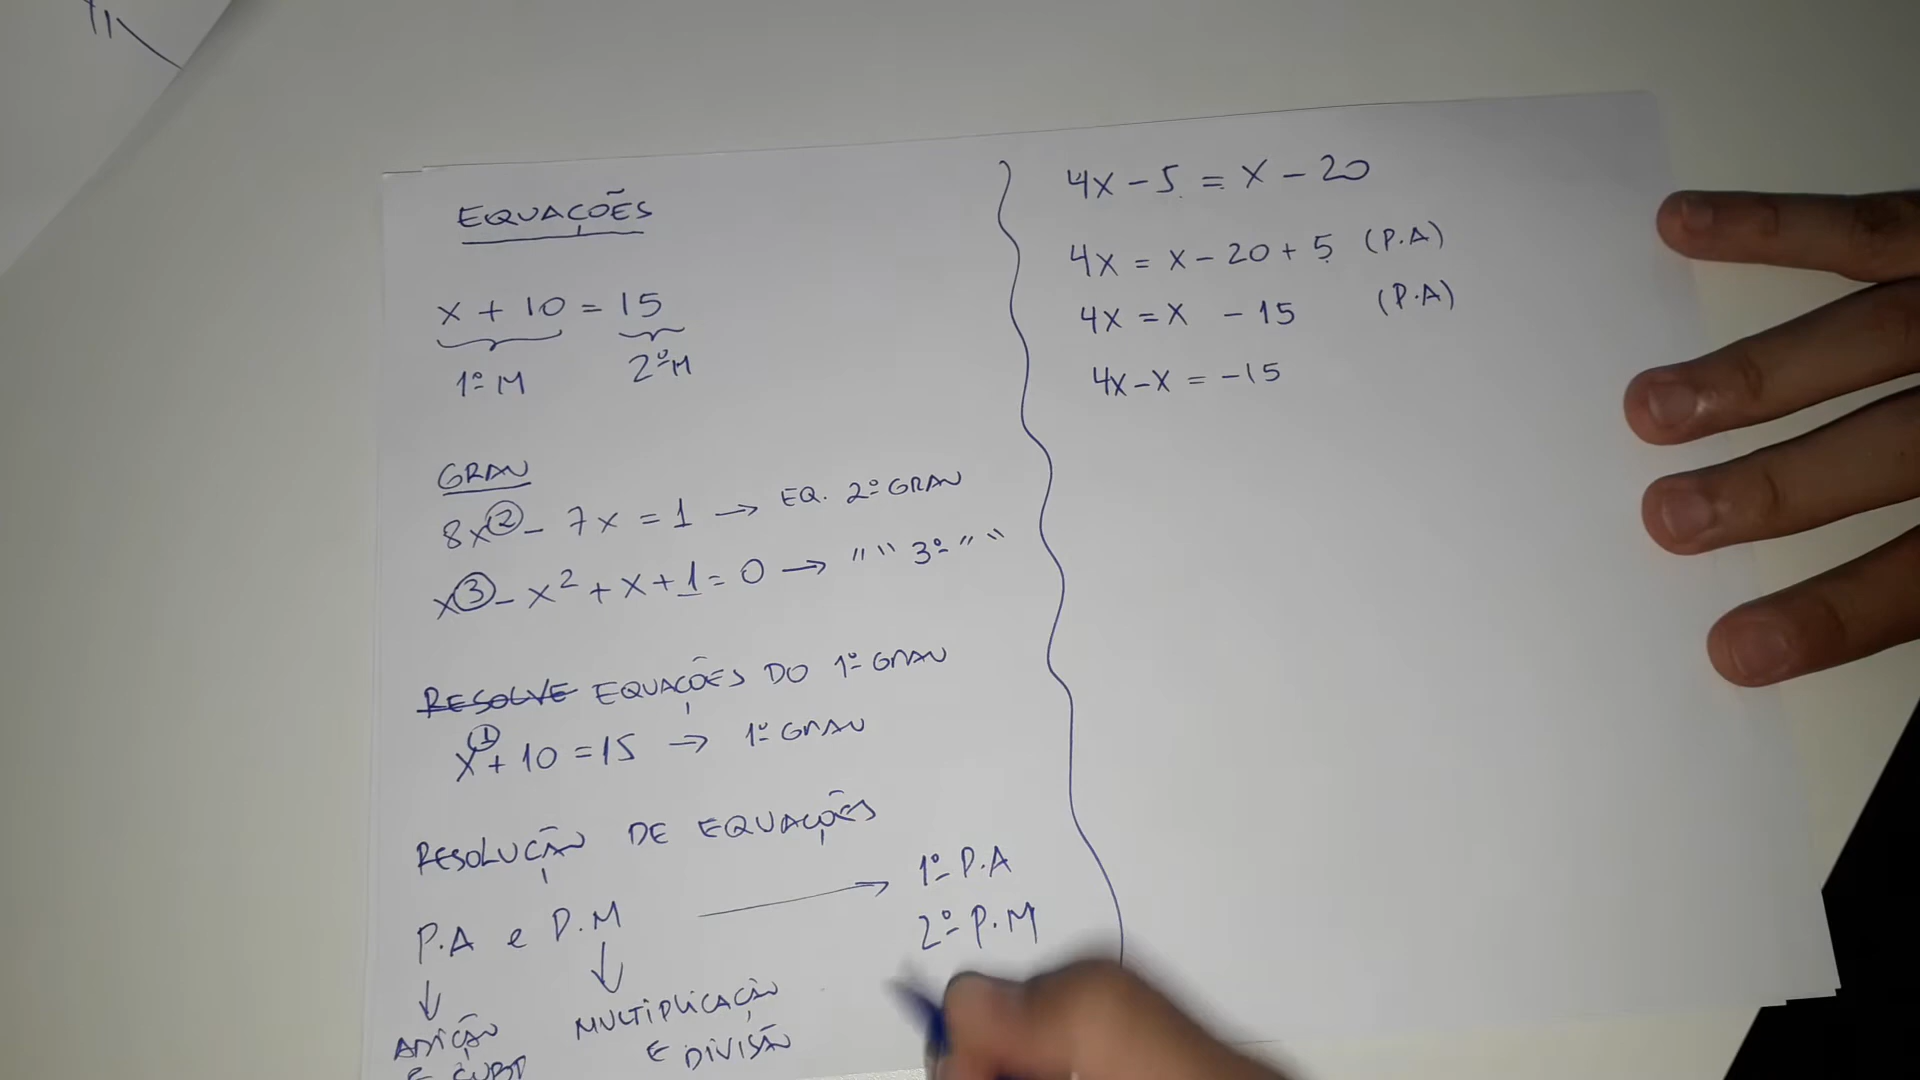 EQUAÇÕES
x + 10 = 15
1º M 2º M
GRAU
8x² - 7x = 1 → EQ. 2º GRAU
x³ - x² + x + 1 = 0 → " " 3º " "
RESOLVE EQUAÇÕES DO 1º GRAU
x¹ + 10 = 15 → 1º GRAU
RESOLUÇÃO DE EQUAÇÕES
P.A e P.M → 1º P.A
2º P.M
↓ ↓
ADIÇÃO MULTIPLICAÇÃO
E DIVISÃO
4x - 5 = x - 20
4x = x - 20 + 5 (P.A)
4x = x - 15 (P.A)
4x - x = -15